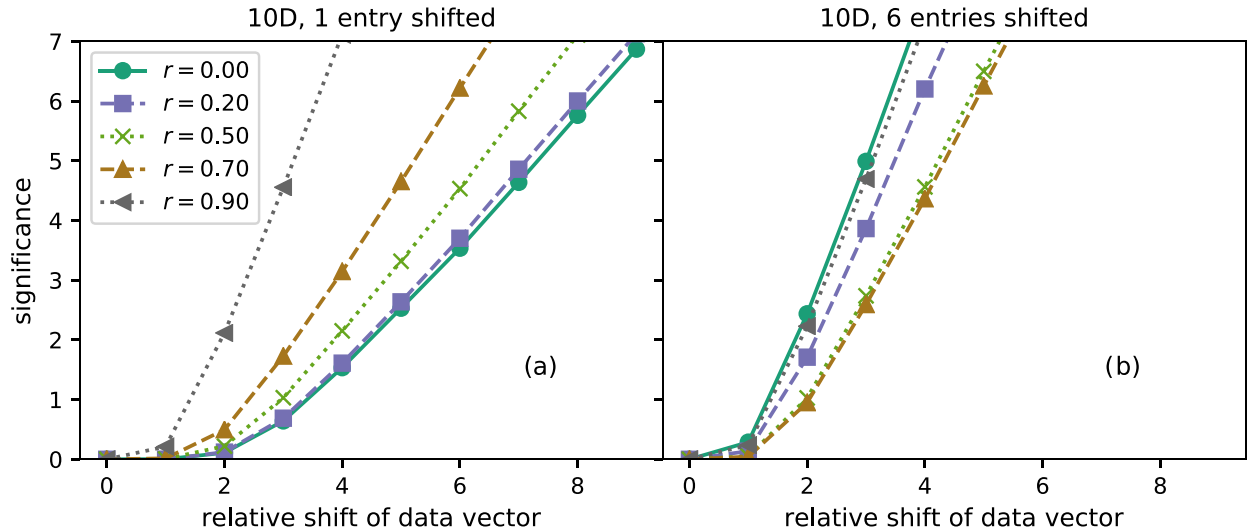 10D, 1 entry shifted
10D, 6 entries shifted
7
6
5
4
3
2
1
0
significance
r = 0.00
r = 0.20
r = 0.50
r = 0.70
r = 0.90
(a)
(b)
0 2 4 6 8
0 2 4 6 8
relative shift of data vector
relative shift of data vector